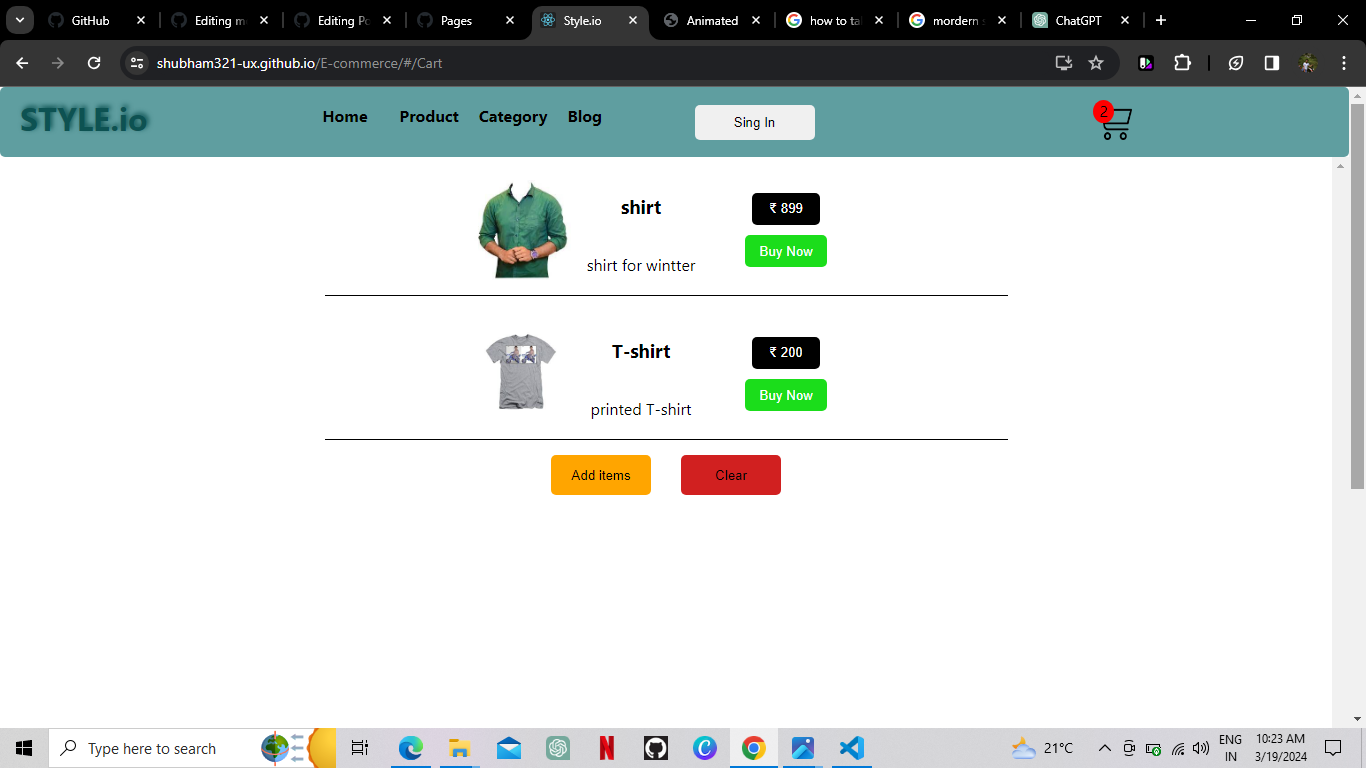 GitHub
Editing m
Editing Po
Pages
Style.io
Animated
how to ta
mordern s
ChatGPT
shubham321-ux.github.io/E-commerce/#/Cart
STYLE.io
Home Product Category Blog
Sing In
2
shirt
₹ 899
Buy Now
shirt for wintter
T-shirt
₹ 200
Buy Now
printed T-shirt
Add items
Clear
Type here to search
21°C
ENG
IN
10:23 AM
3/19/2024